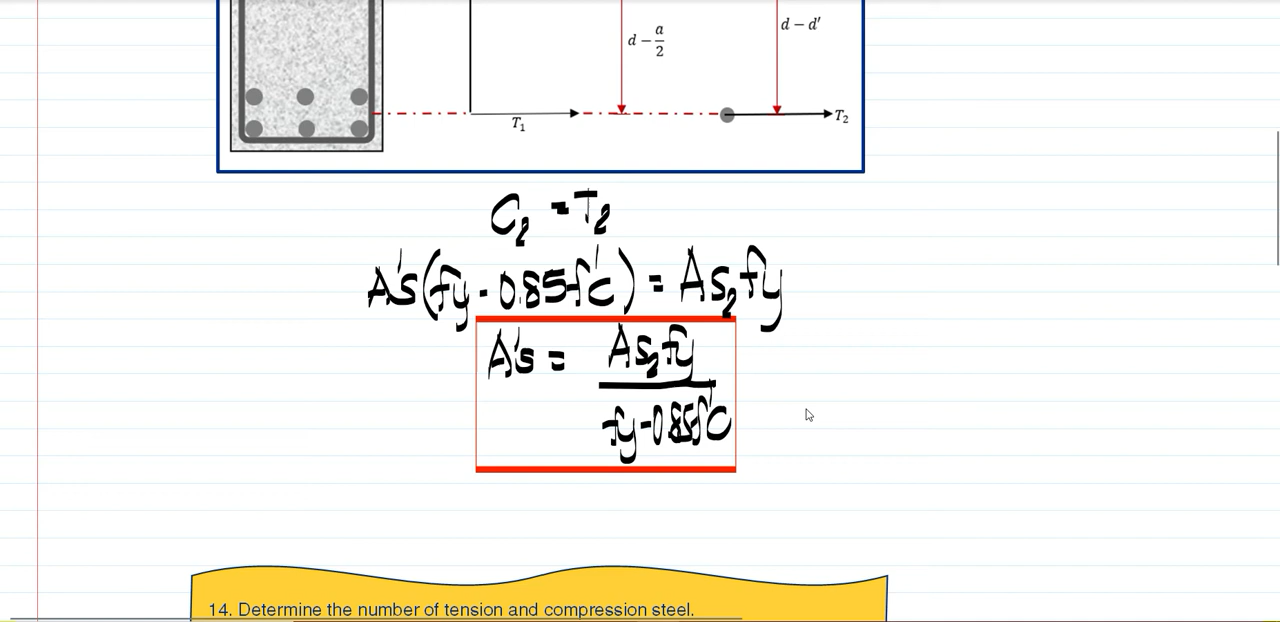 d − a/2
d − d′
T₁
T₂
C₂ = T₂
A's(fy - 0.85f'c) = As₂fy
A's = As₂fy / fy-0.85f'c
14. Determine the number of tension and compression steel.